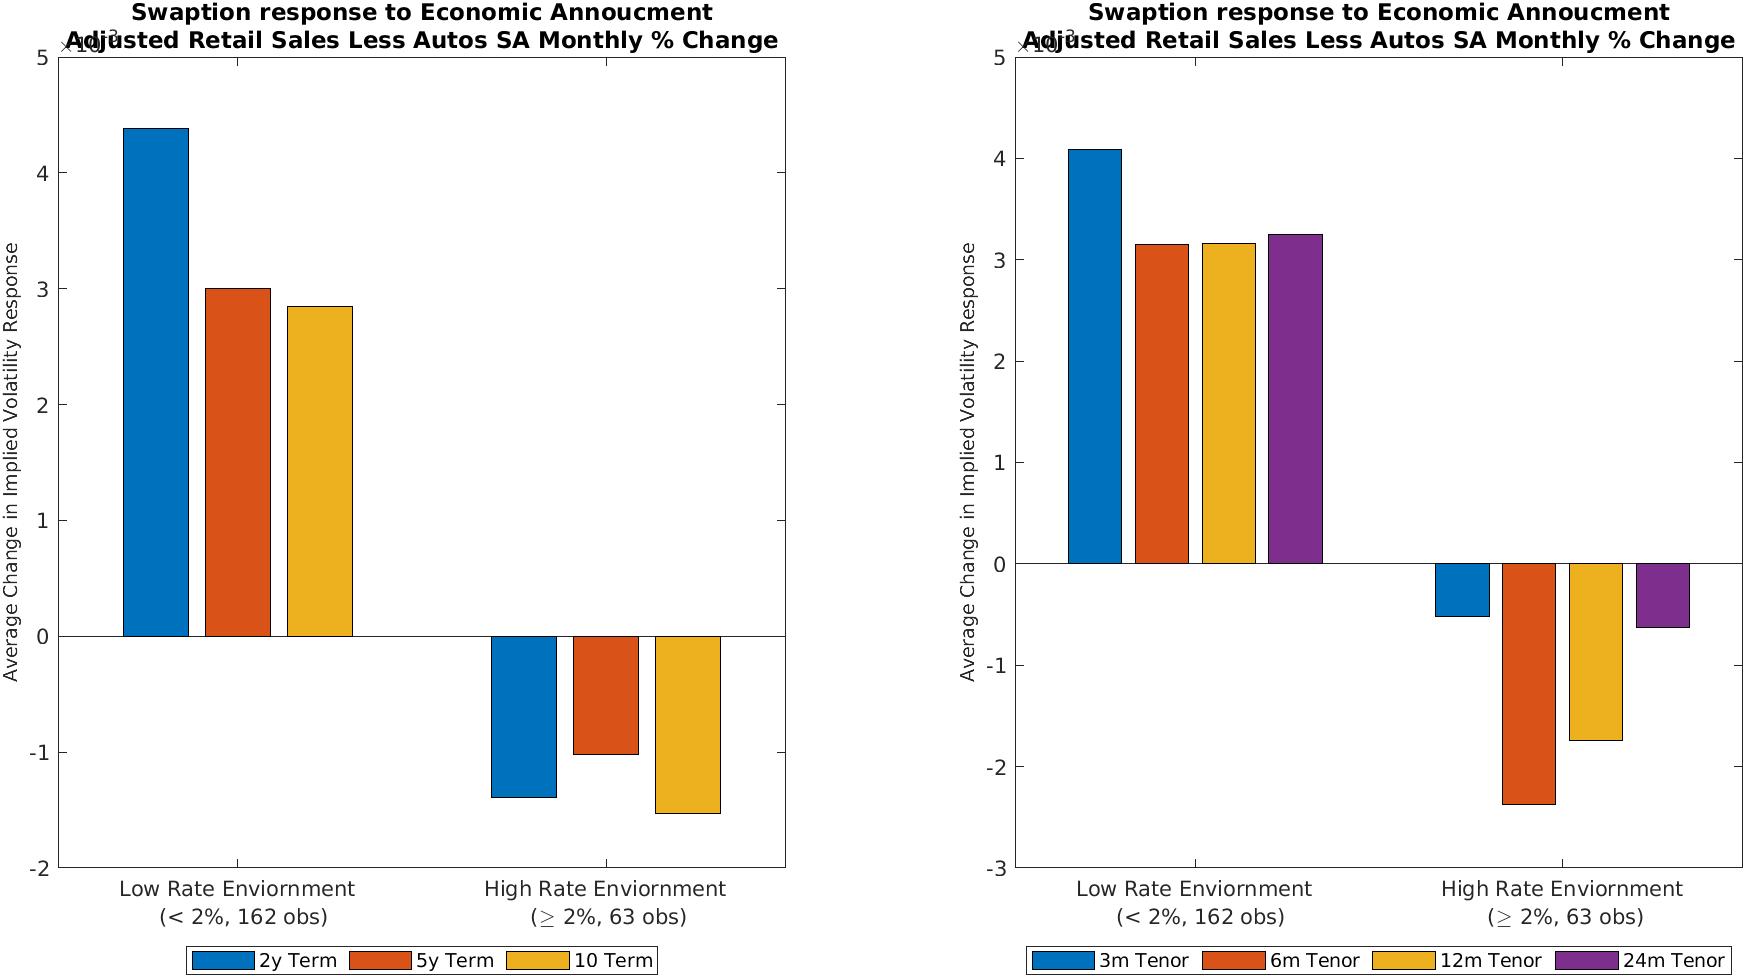 Swaption response to Economic Annoucment
Adjusted Retail Sales Less Autos SA Monthly % Change
×10-3
5
4
3
2
1
0
-1
-2
Average Change in Implied Volatility Response
Low Rate Enviornment
(< 2%, 162 obs)
High Rate Enviornment
(≥ 2%, 63 obs)
2y Term
5y Term
10 Term
Swaption response to Economic Annoucment
Adjusted Retail Sales Less Autos SA Monthly % Change
×10-3
5
4
3
2
1
0
-1
-2
-3
Average Change in Implied Volatility Response
Low Rate Enviornment
(< 2%, 162 obs)
High Rate Enviornment
(≥ 2%, 63 obs)
3m Tenor
6m Tenor
12m Tenor
24m Tenor